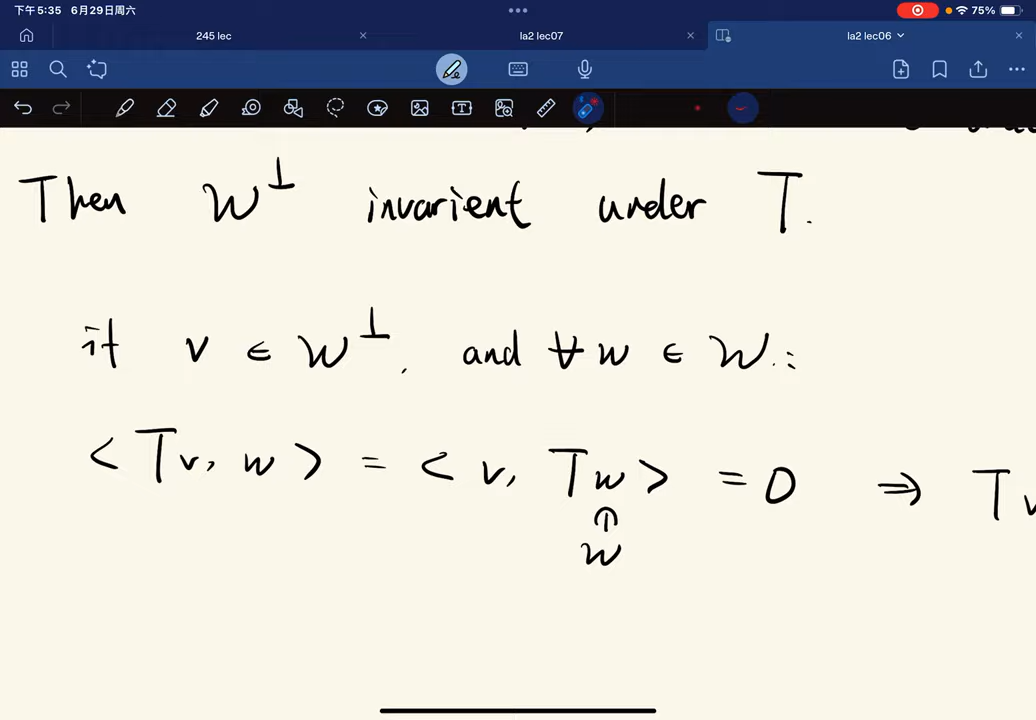 下午5:35 6月29日周六 75%
245 lec la2 lec07 la2 lec06
Then W⊥ invarient under T.
if v ∈ W⊥. and ∀w ∈ W.:
<Tv, w> = <v, Tw> = 0 ⇒ Tv
W